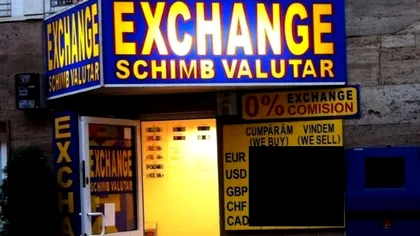 EXCHANGE
SCHIMB VALUTAR
EXCHANGE
SCHIMB VALUTAR
0% EXCHANGE
COMISION
CUMPĂRĂM VINDEM
(WE BUY) (WE SELL)
EUR
USD
GBP
CHF
CAD
EXCHANGE
SCHIMB VALUTAR
EX